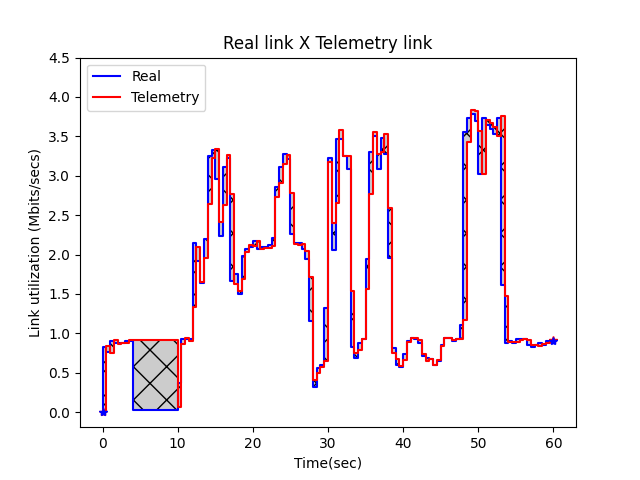 Real link X Telemetry link
Real
Telemetry
4.5
4.0
3.5
3.0
2.5
2.0
1.5
1.0
0.5
0.0
Link utilization (Mbits/secs)
0 10 20 30 40 50 60
Time(sec)